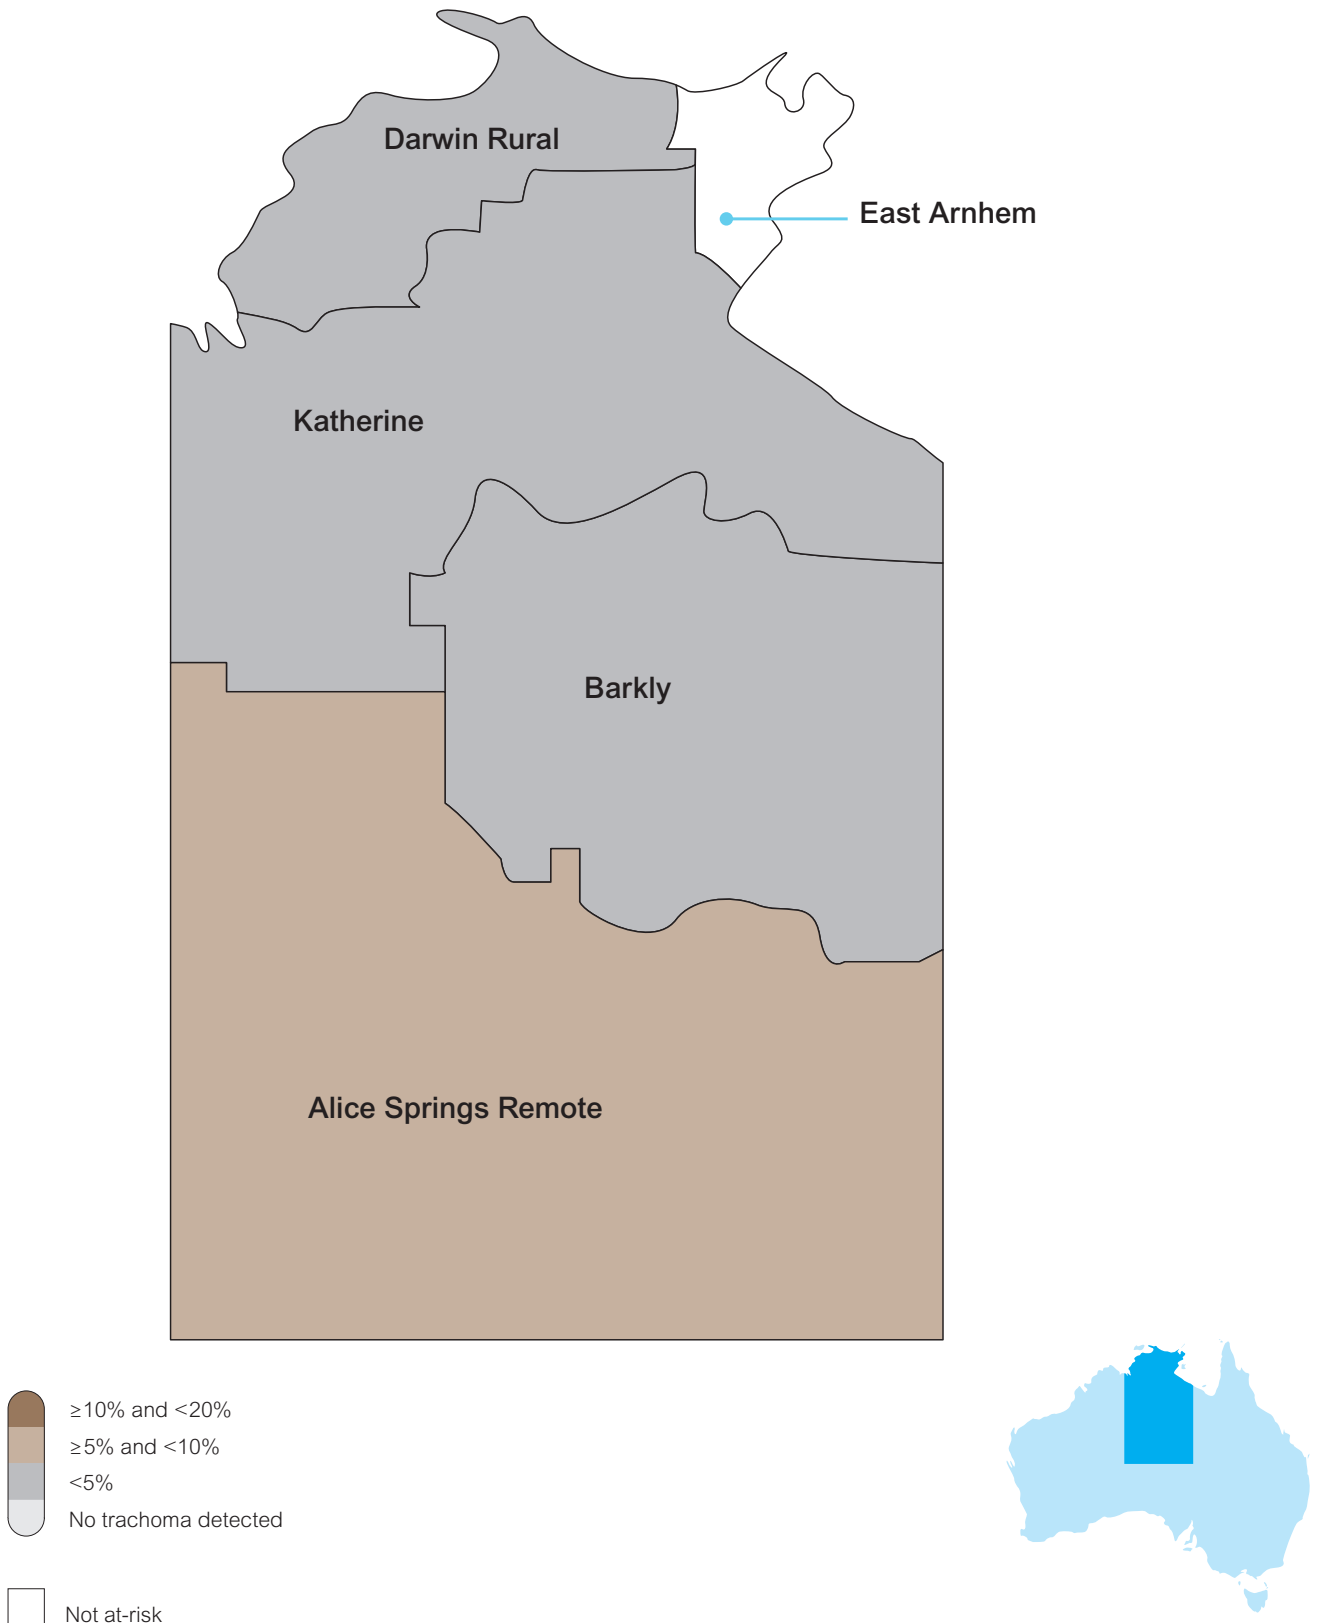 Darwin Rural
East Arnhem
Katherine
Barkly
Alice Springs Remote
≥10% and <20%
≥5% and <10%
<5%
No trachoma detected
Not at-risk